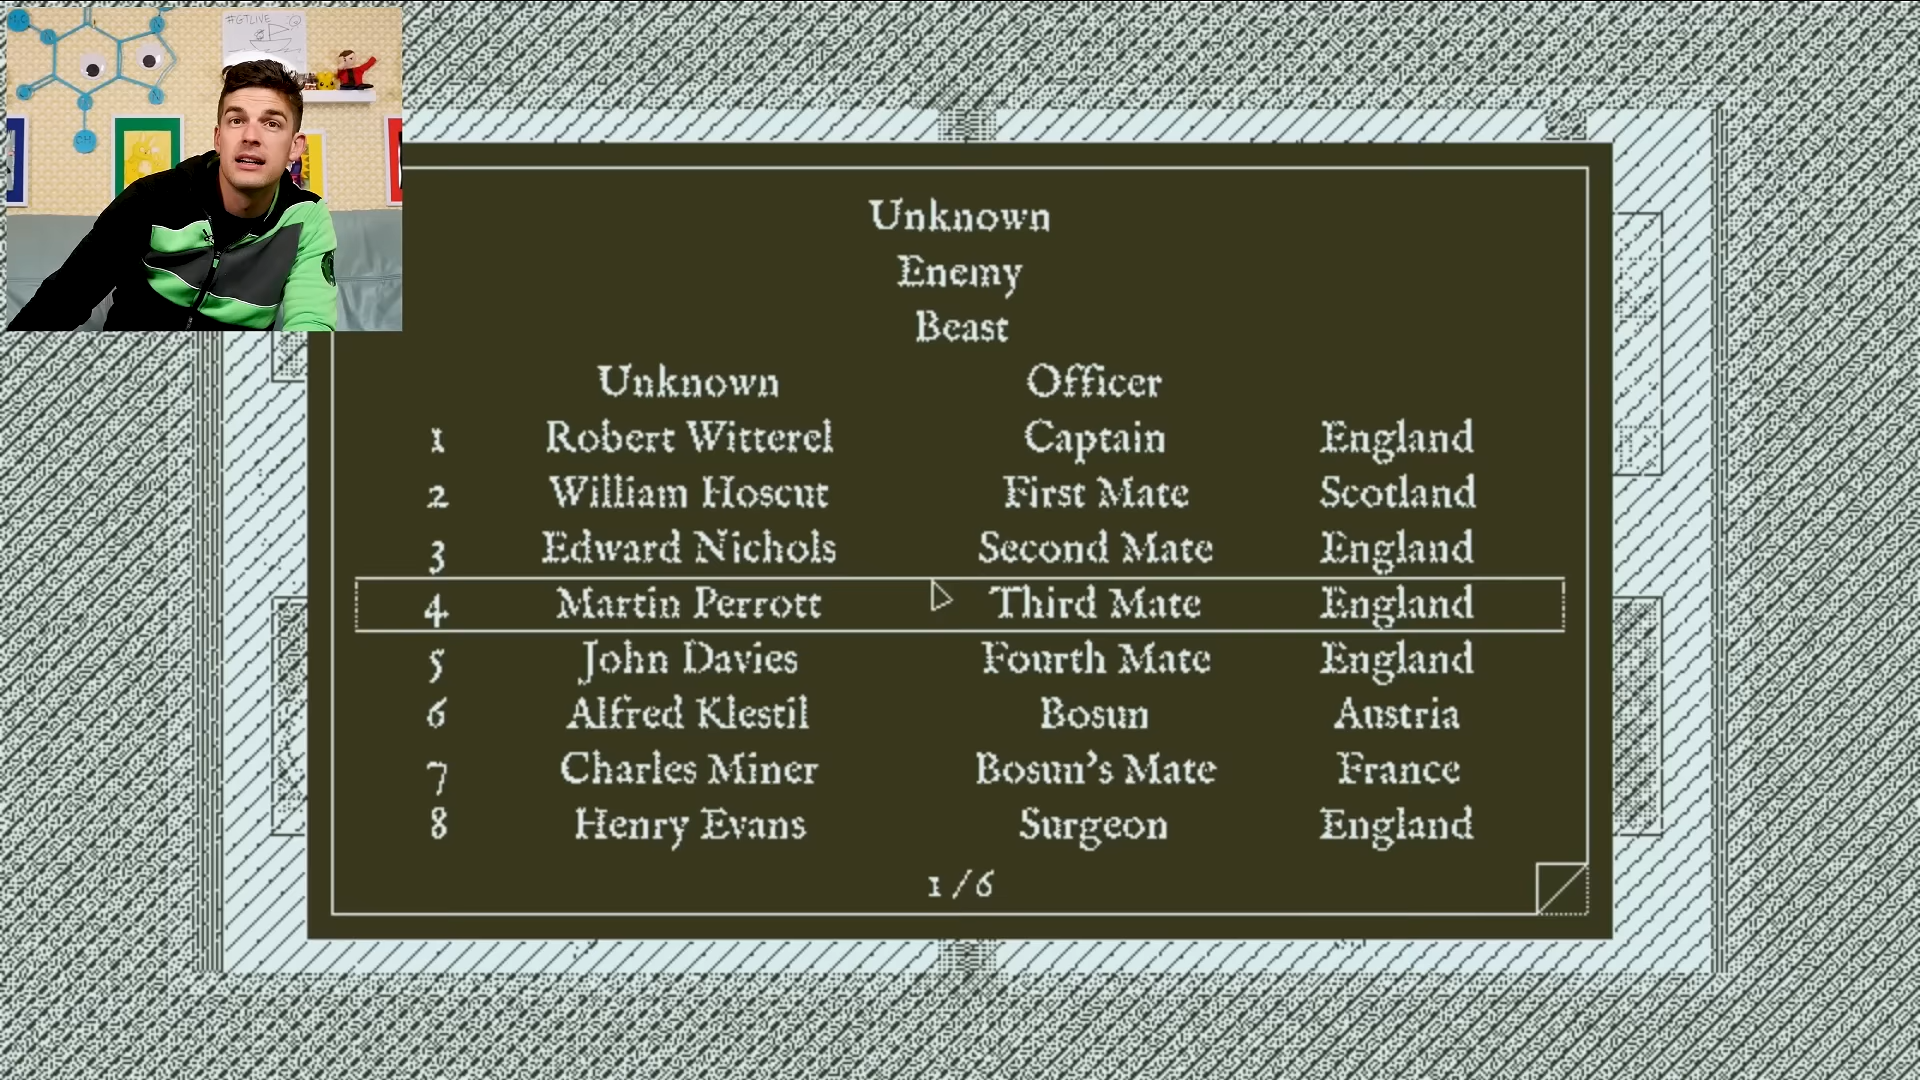 #GTLIVE
Unknown
Enemy
Beast
Unknown Officer
1 Robert Witterel Captain England
2 William Hoscut First Mate Scotland
3 Edward Nichols Second Mate England
4 Martin Perrott Third Mate England
5 John Davies Fourth Mate England
6 Alfred Klestil Bosun Austria
7 Charles Miner Bosun's Mate France
8 Henry Evans Surgeon England
1/6